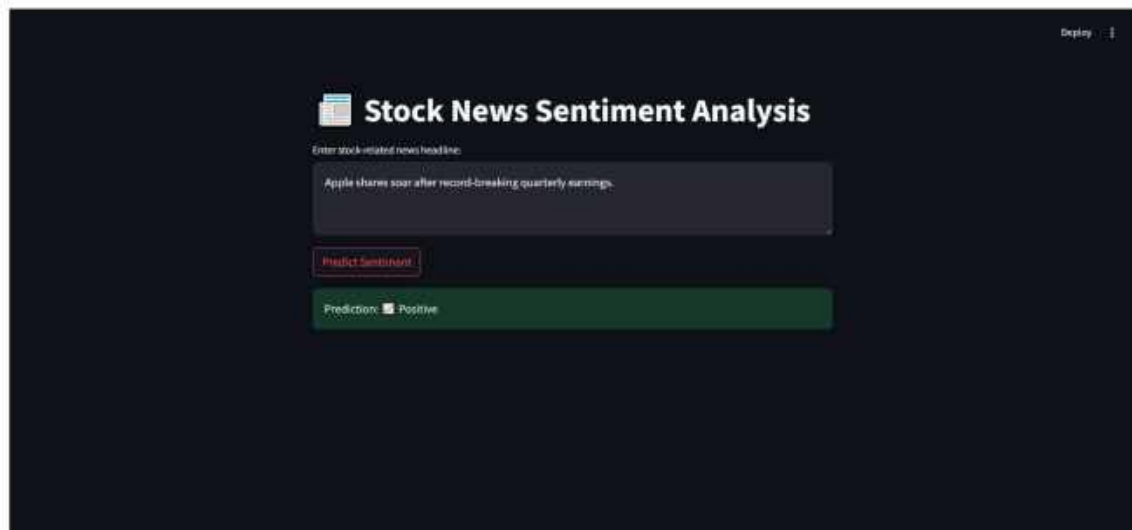 Deploy
Stock News Sentiment Analysis
Enter stock-related news headline:
Apple shares soar after record-breaking quarterly earnings.
Predict Sentiment
Prediction: 📈 Positive